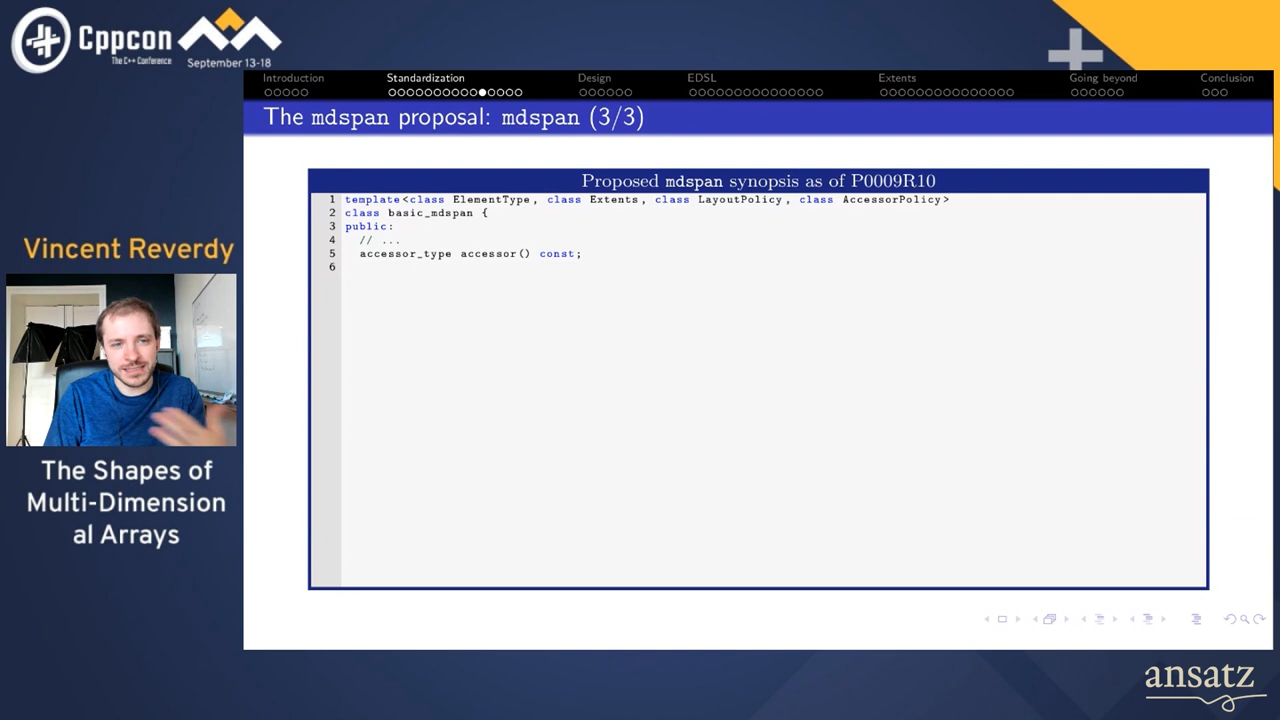 Cppcon
The C++ Conference
September 13-18
Introduction
Standardization
Design
EDSL
Extents
Going beyond
Conclusion
The mdspan proposal: mdspan (3/3)
Proposed mdspan synopsis as of P0009R10
1 template<class ElementType, class Extents, class LayoutPolicy, class AccessorPolicy>
2 class basic_mdspan {
3 public:
4 // ...
5 accessor_type accessor() const;
6
Vincent Reverdy
The Shapes of
Multi-Dimension
al Arrays
ansatz